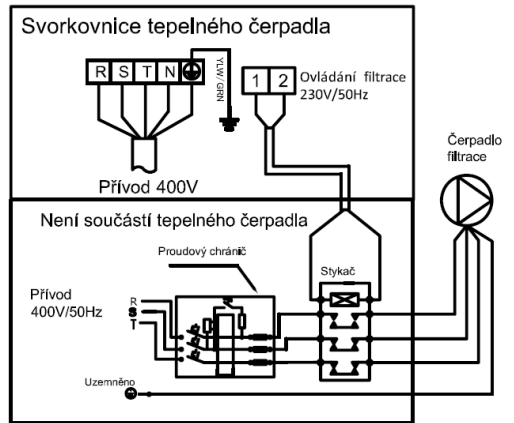 Svorkovnice tepelného čerpadla
R S T N
YLW/GRN
1 2
Ovládání filtrace
230V/50Hz
Přívod 400V
Čerpadlo
filtrace
Není součástí tepelného čerpadla
Proudový chránič
Stykač
Přívod
400V/50Hz
R
S
T
Uzemněno